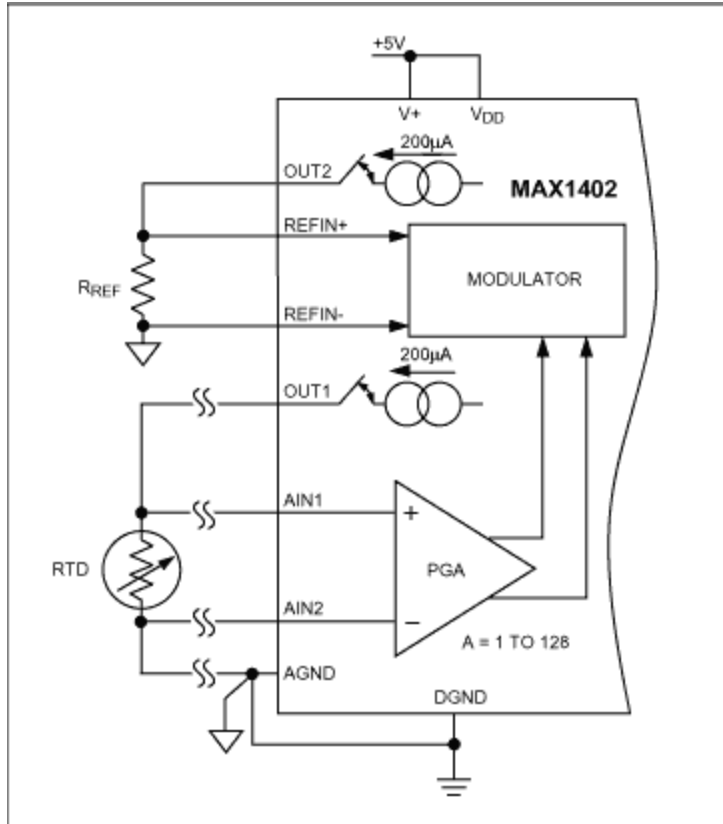 +5V
V+
VDD
200μA
OUT2
MAX1402
REFIN+
MODULATOR
RREF
REFIN-
200μA
OUT1
AIN1
+
RTD
PGA
AIN2
−
A = 1 TO 128
AGND
DGND